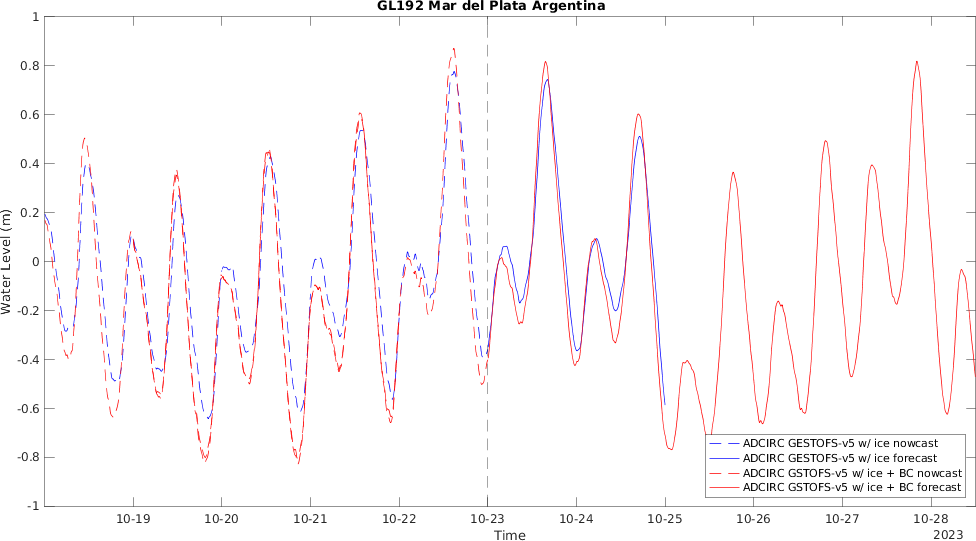 GL192 Mar del Plata Argentina
Water Level (m)
1
0.8
0.6
0.4
0.2
0
-0.2
-0.4
-0.6
-0.8
-1
ADCIRC GESTOFS-v5 w/ ice nowcast
ADCIRC GESTOFS-v5 w/ ice forecast
ADCIRC GSTOFS-v5 w/ ice + BC nowcast
ADCIRC GSTOFS-v5 w/ ice + BC forecast
10-19 10-20 10-21 10-22 10-23 10-24 10-25 10-26 10-27 10-28
Time
2023